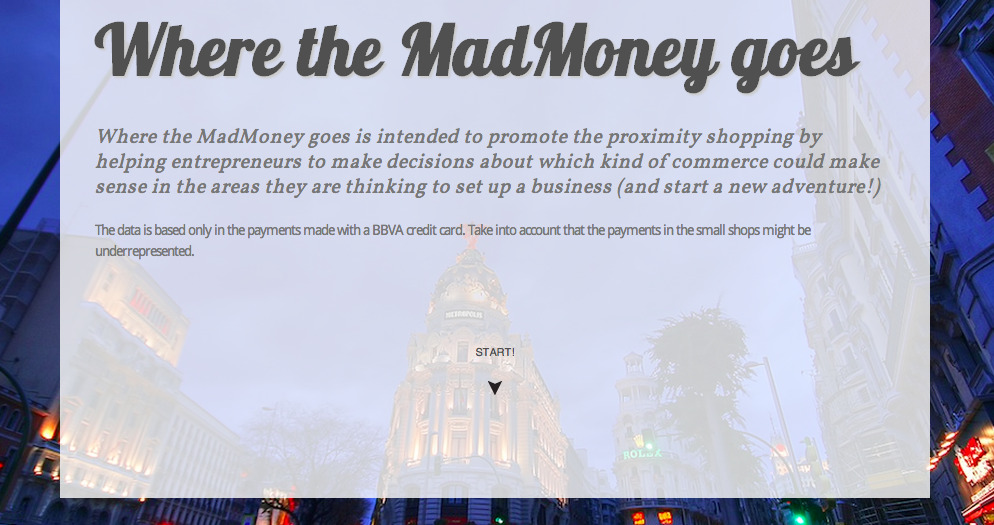 Where the MadMoney goes
Where the MadMoney goes is intended to promote the proximity shopping by
helping entrepreneurs to make decisions about which kind of commerce could make
sense in the areas they are thinking to set up a business (and start a new adventure!)
The data is based only in the payments made with a BBVA credit card. Take into account that the payments in the small shops might be
underrepresented.
METROPOLIS
START!
ROLEX